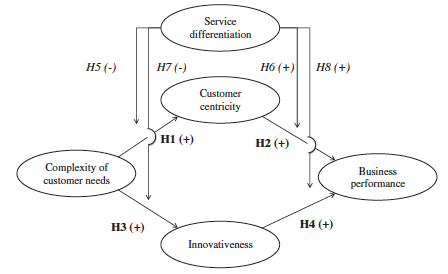 Service
differentiation
H5 (-)
H7 (-)
H6 (+)
H8 (+)
Customer
centricity
H1 (+)
H2 (+)
Complexity of
customer needs
Business
performance
H3 (+)
H4 (+)
Innovativeness